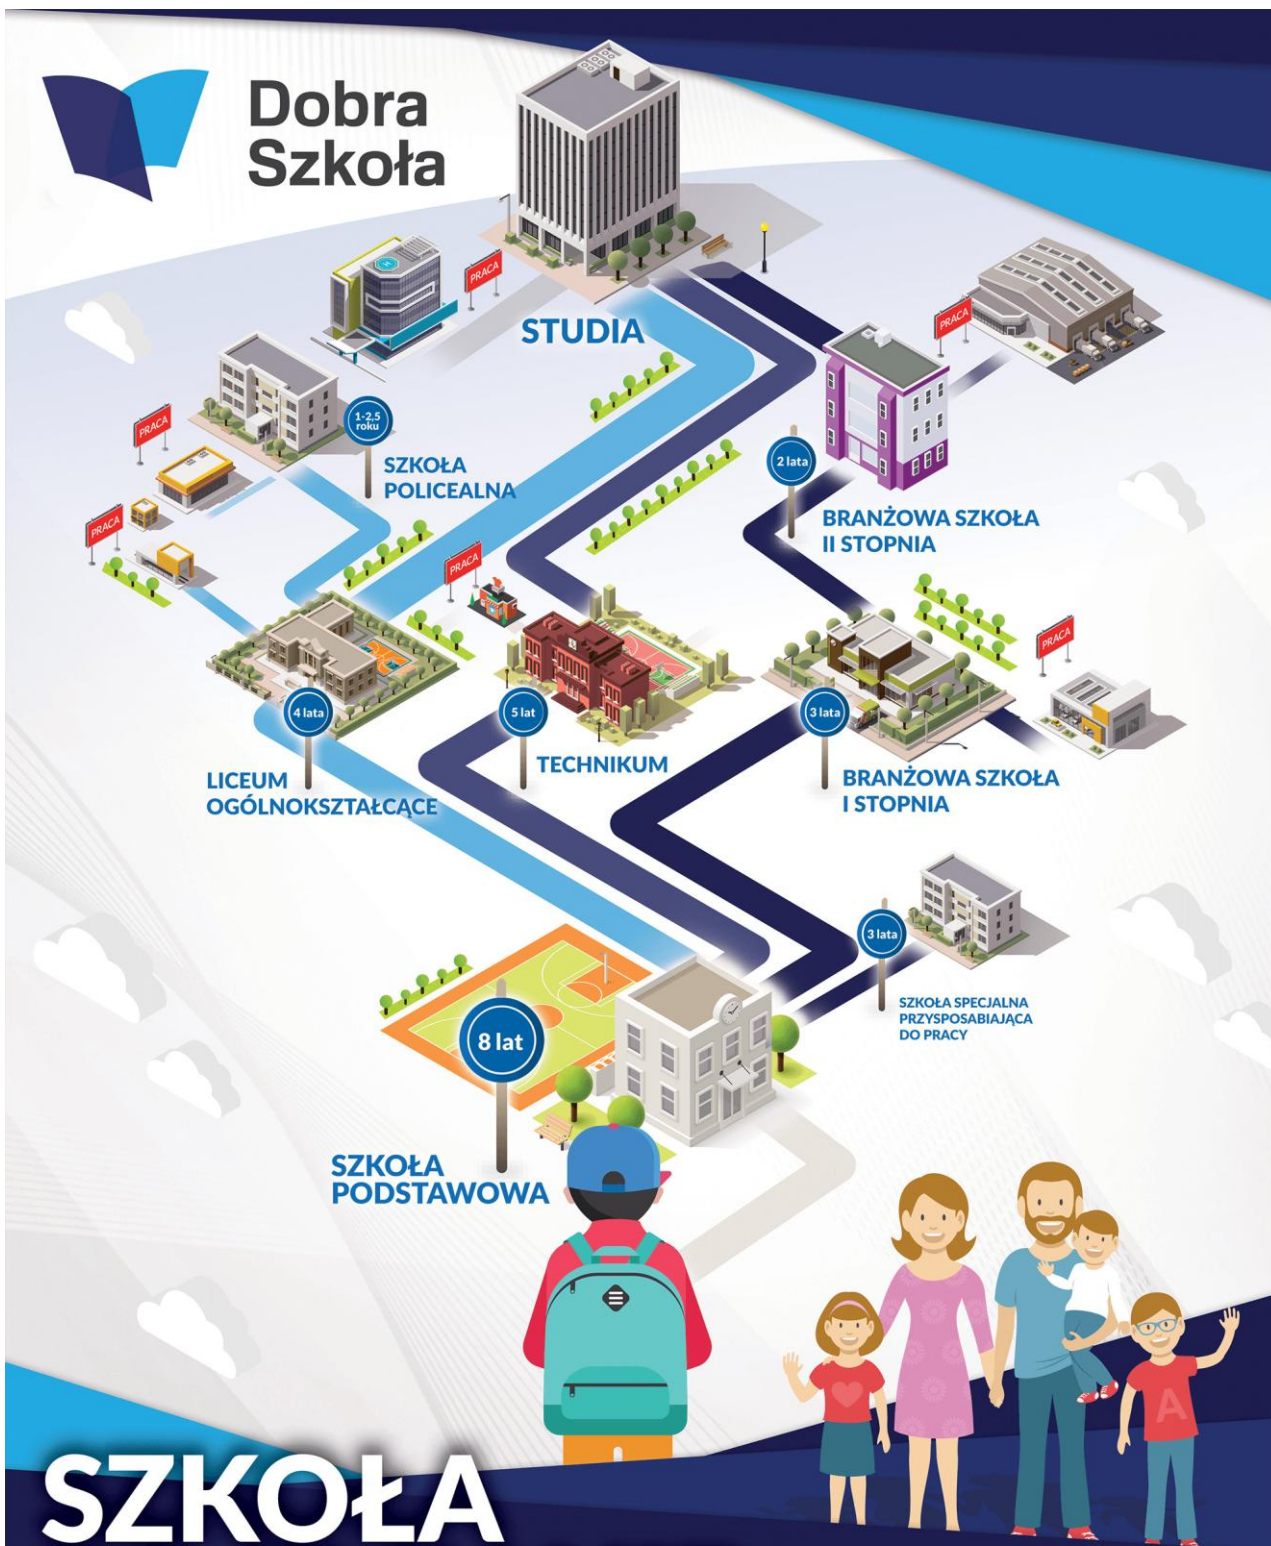 Dobra
Szkoła
PRACA
STUDIA
PRACA
1-2,5
roku
PRACA
SZKOŁA
POLICEALNA
2 lata
BRANŻOWA SZKOŁA
II STOPNIA
PRACA
PRACA
PRACA
4 lata
LICEUM
OGÓLNOKSZTAŁCĄCE
5 lat
TECHNIKUM
3 lata
BRANŻOWA SZKOŁA
I STOPNIA
3 lata
SZKOŁA SPECJALNA
PRZYSPOSABIAJĄCA
DO PRACY
8 lat
SZKOŁA
PODSTAWOWA
A
SZKOŁA